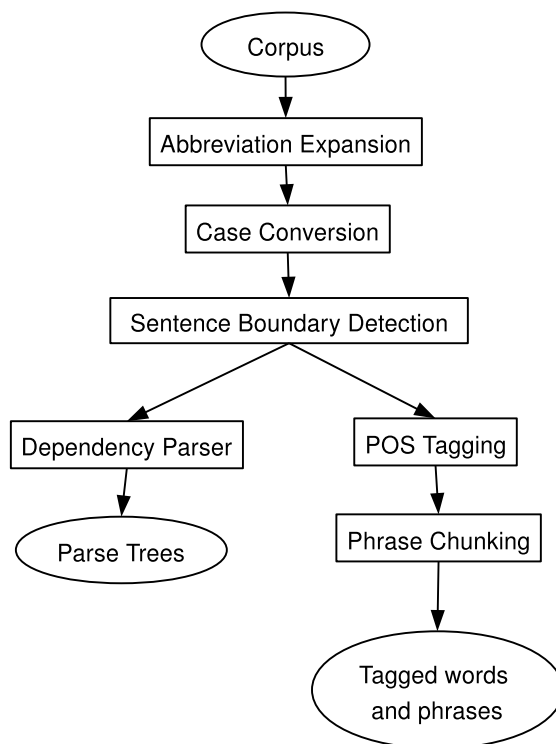 Corpus
Abbreviation Expansion
Case Conversion
Sentence Boundary Detection
Dependency Parser
POS Tagging
Parse Trees
Phrase Chunking
Tagged words
and phrases